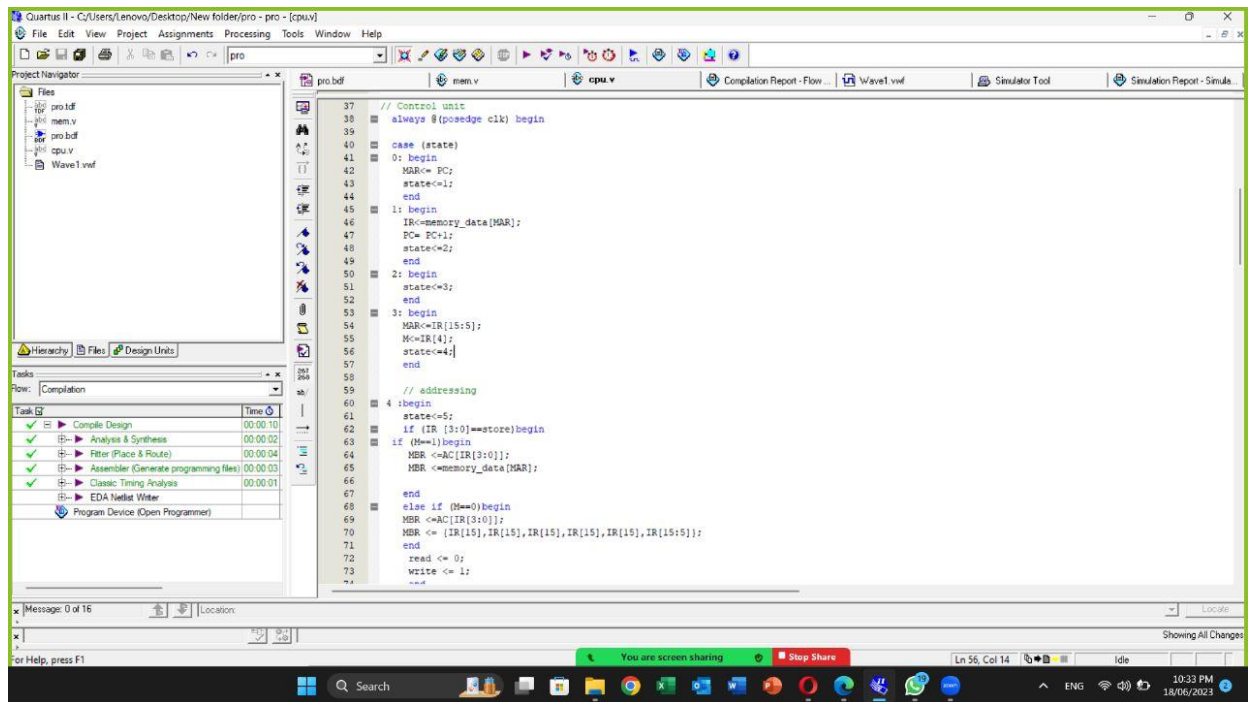 Quartus II - C:/Users/Lenovo/Desktop/New folder/pro - pro - [cpu.v]
File Edit View Project Assignments Processing Tools Window Help
pro
Project Navigator
pro.bdf
mem.v
cpu.v
Compilation Report - Flow ...
Wave1.vwf
Simulator Tool
Simulation Report - Simula...
Files
pro.tdf
mem.v
pro.bdf
cpu.v
Wave1.vwf
Hierarchy Files Design Units
Tasks
Flow: Compilation
Task Time
Compile Design 00:00:10
Analysis & Synthesis 00:00:02
Fitter (Place & Route) 00:00:04
Assembler (Generate programming files) 00:00:03
Classic Timing Analysis 00:00:01
EDA Netlist Writer
Program Device (Open Programmer)
37 // Control unit
38 always @(posedge clk) begin
39
40 case (state)
41 0: begin
42 MAR<= PC;
43 state<=1;
44 end
45 1: begin
46 IR<=memory_data[MAR];
47 PC= PC+1;
48 state<=2;
49 end
50 2: begin
51 state<=3;
52 end
53 3: begin
54 MAR<=IR[15:5];
55 M<=IR[4];
56 state<=4;
57 end
58
59 // addressing
60 4 :begin
61 state<=5;
62 if (IR [3:0]==store)begin
63 if (M==1)begin
64 MBR <=AC[IR[3:0]];
65 MBR <=memory_data[MAR];
66
67 end
68 else if (M==0)begin
69 MBR <=AC[IR[3:0]];
70 MBR <= {IR[15],IR[15],IR[15],IR[15],IR[15],IR[15:5]};
71 end
72 read <= 0;
73 write <= 1;
74 end
Message: 0 of 16 Location: Locate
Showing All Changes
For Help, press F1
You are screen sharing Stop Share
Ln 56, Col 14 Idle
Search
19
zoom
ENG
10:33 PM
18/06/2023
2